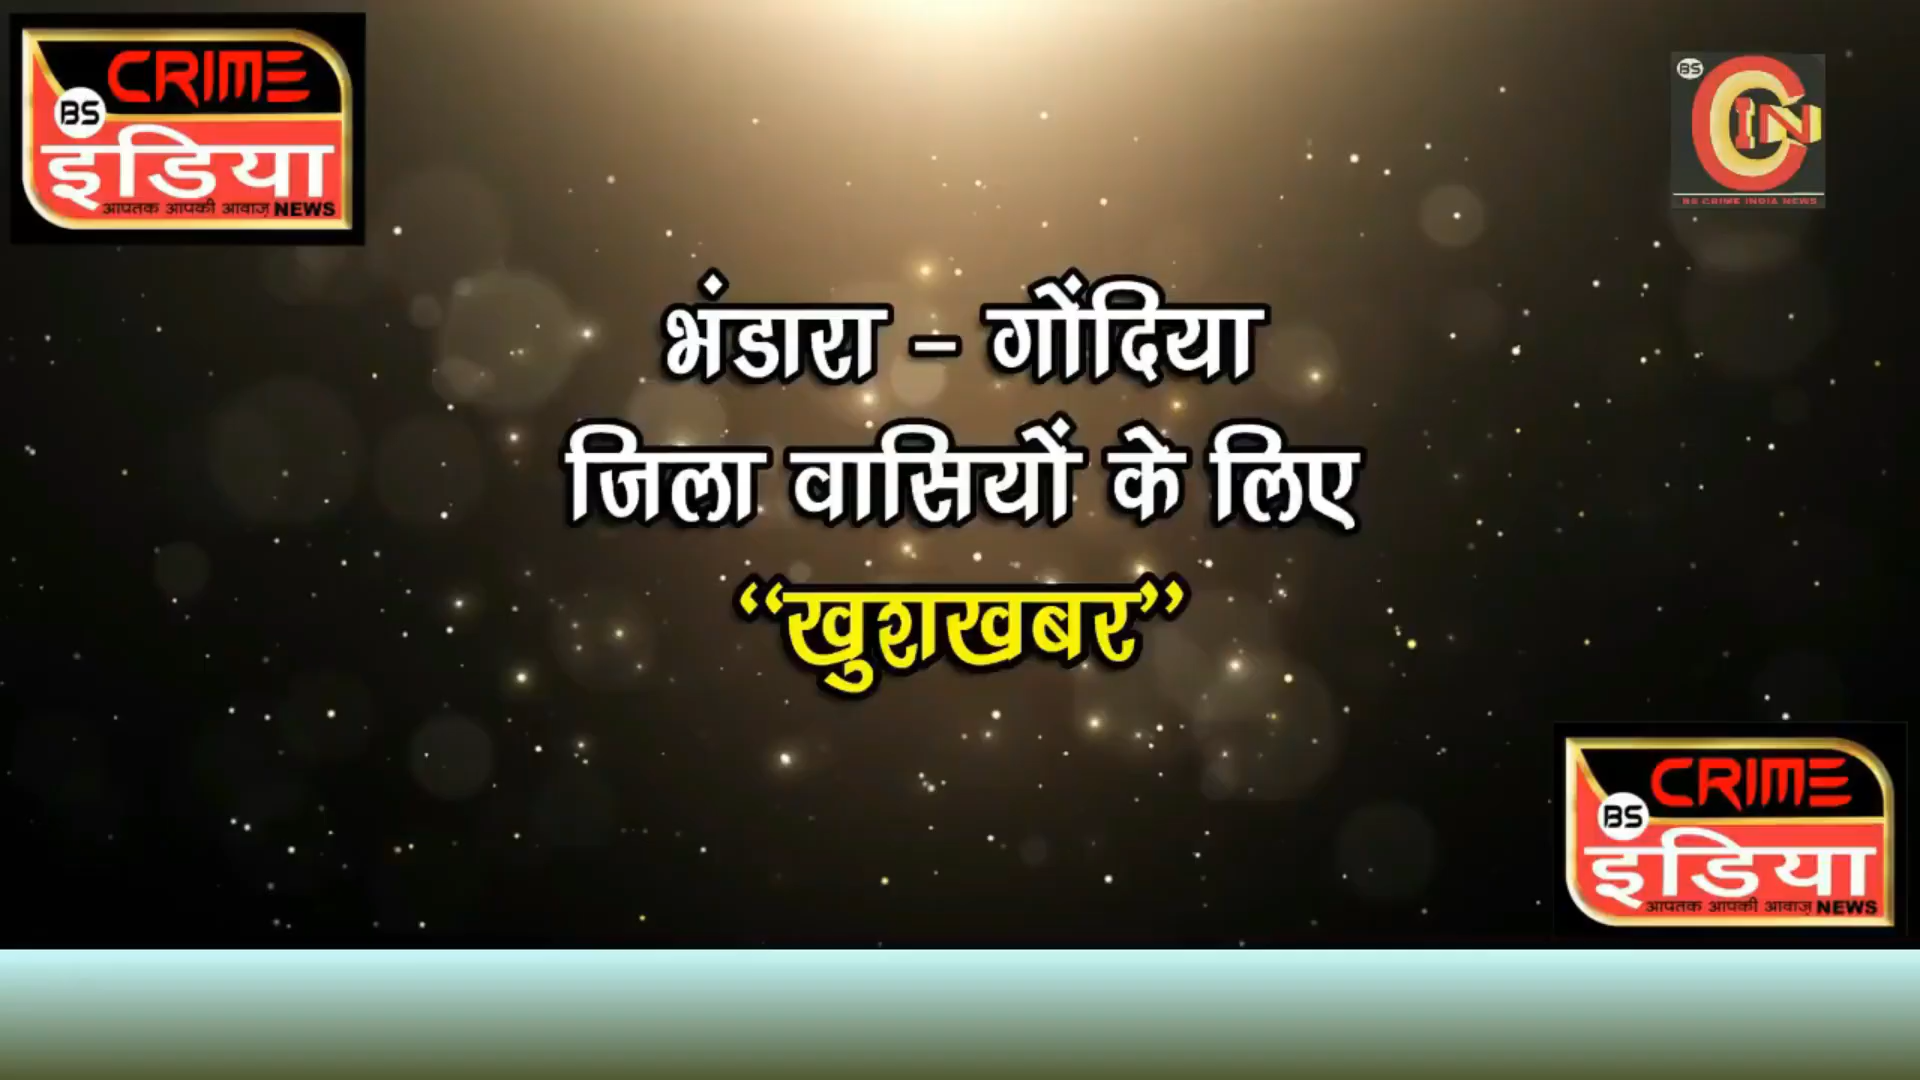 CRIME
BS
इंडिया
आपतक आपकी आवाज़ NEWS
BS
C IN
BS CRIME INDIA NEWS
भंडारा – गोंदिया
जिला वासियों के लिए
“खुशखबर”
CRIME
BS
इंडिया
आपतक आपकी आवाज़ NEWS